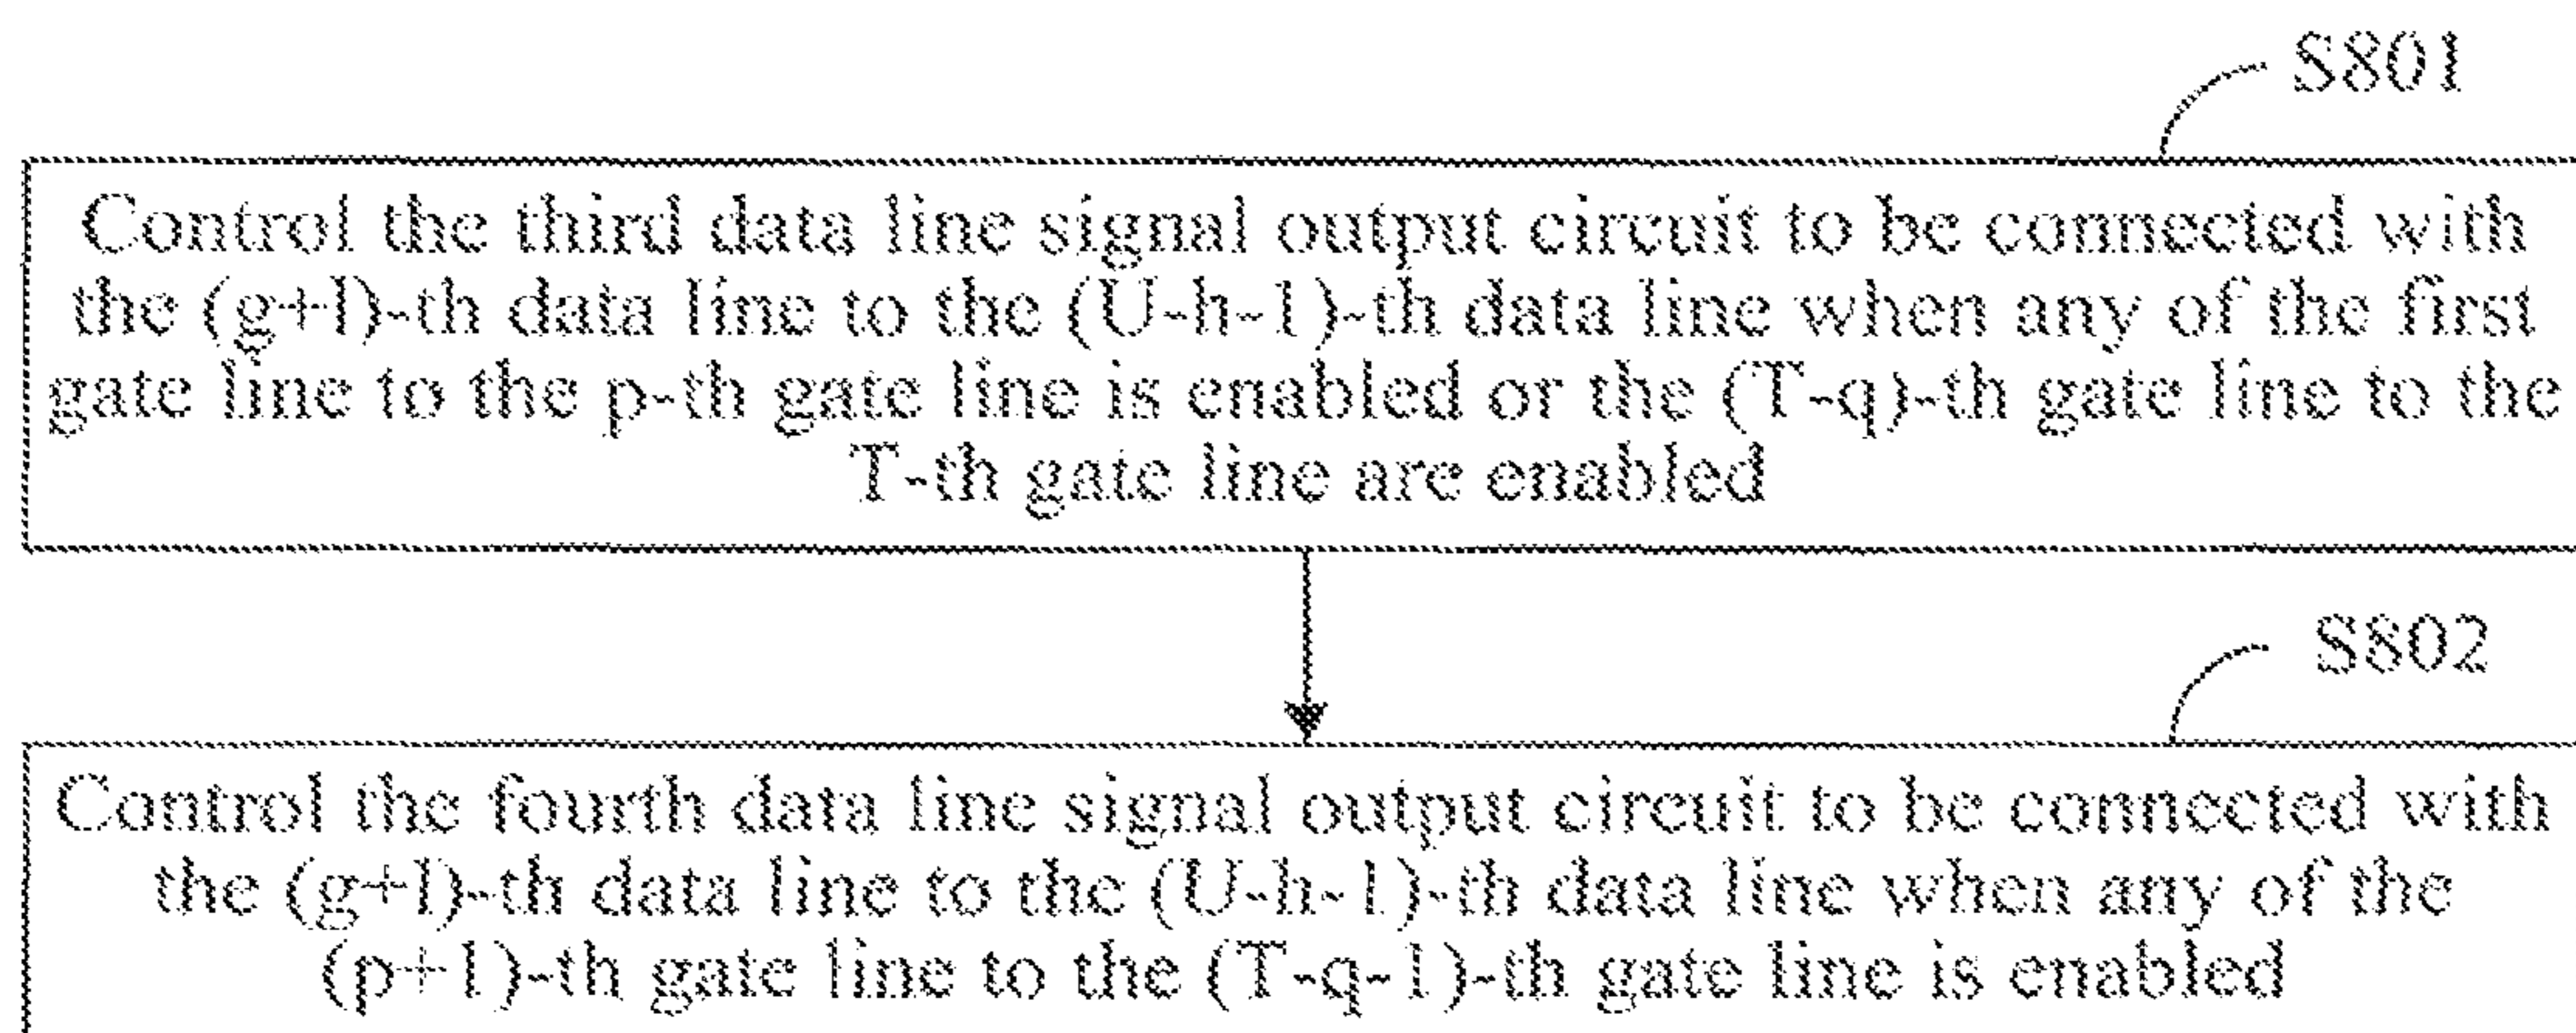 S801
Control the third data line signal output circuit to be connected with
the (g+1)-th data line to the (U-h-1)-th data line when any of the first
gate line to the p-th gate line is enabled or the (T-q)-th gate line to the
T-th gate line are enabled
S802
Control the fourth data line signal output circuit to be connected with
the (g+1)-th data line to the (U-h-1)-th data line when any of the
(p+1)-th gate line to the (T-q-1)-th gate line is enabled